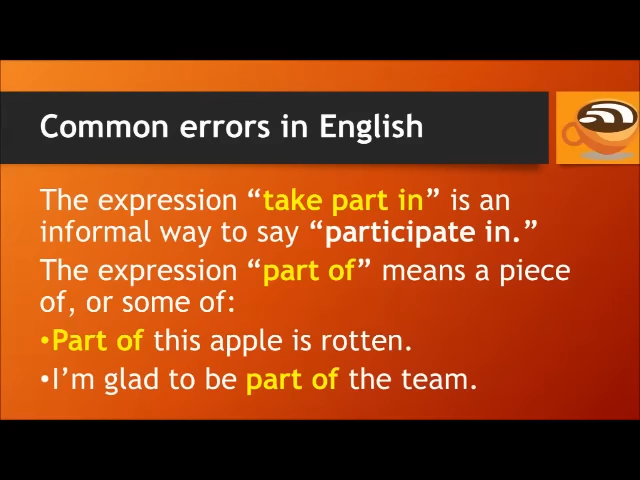 Common errors in English
The expression “take part in” is an
informal way to say “participate in.”
The expression “part of” means a piece
of, or some of:
•Part of this apple is rotten.
•I’m glad to be part of the team.